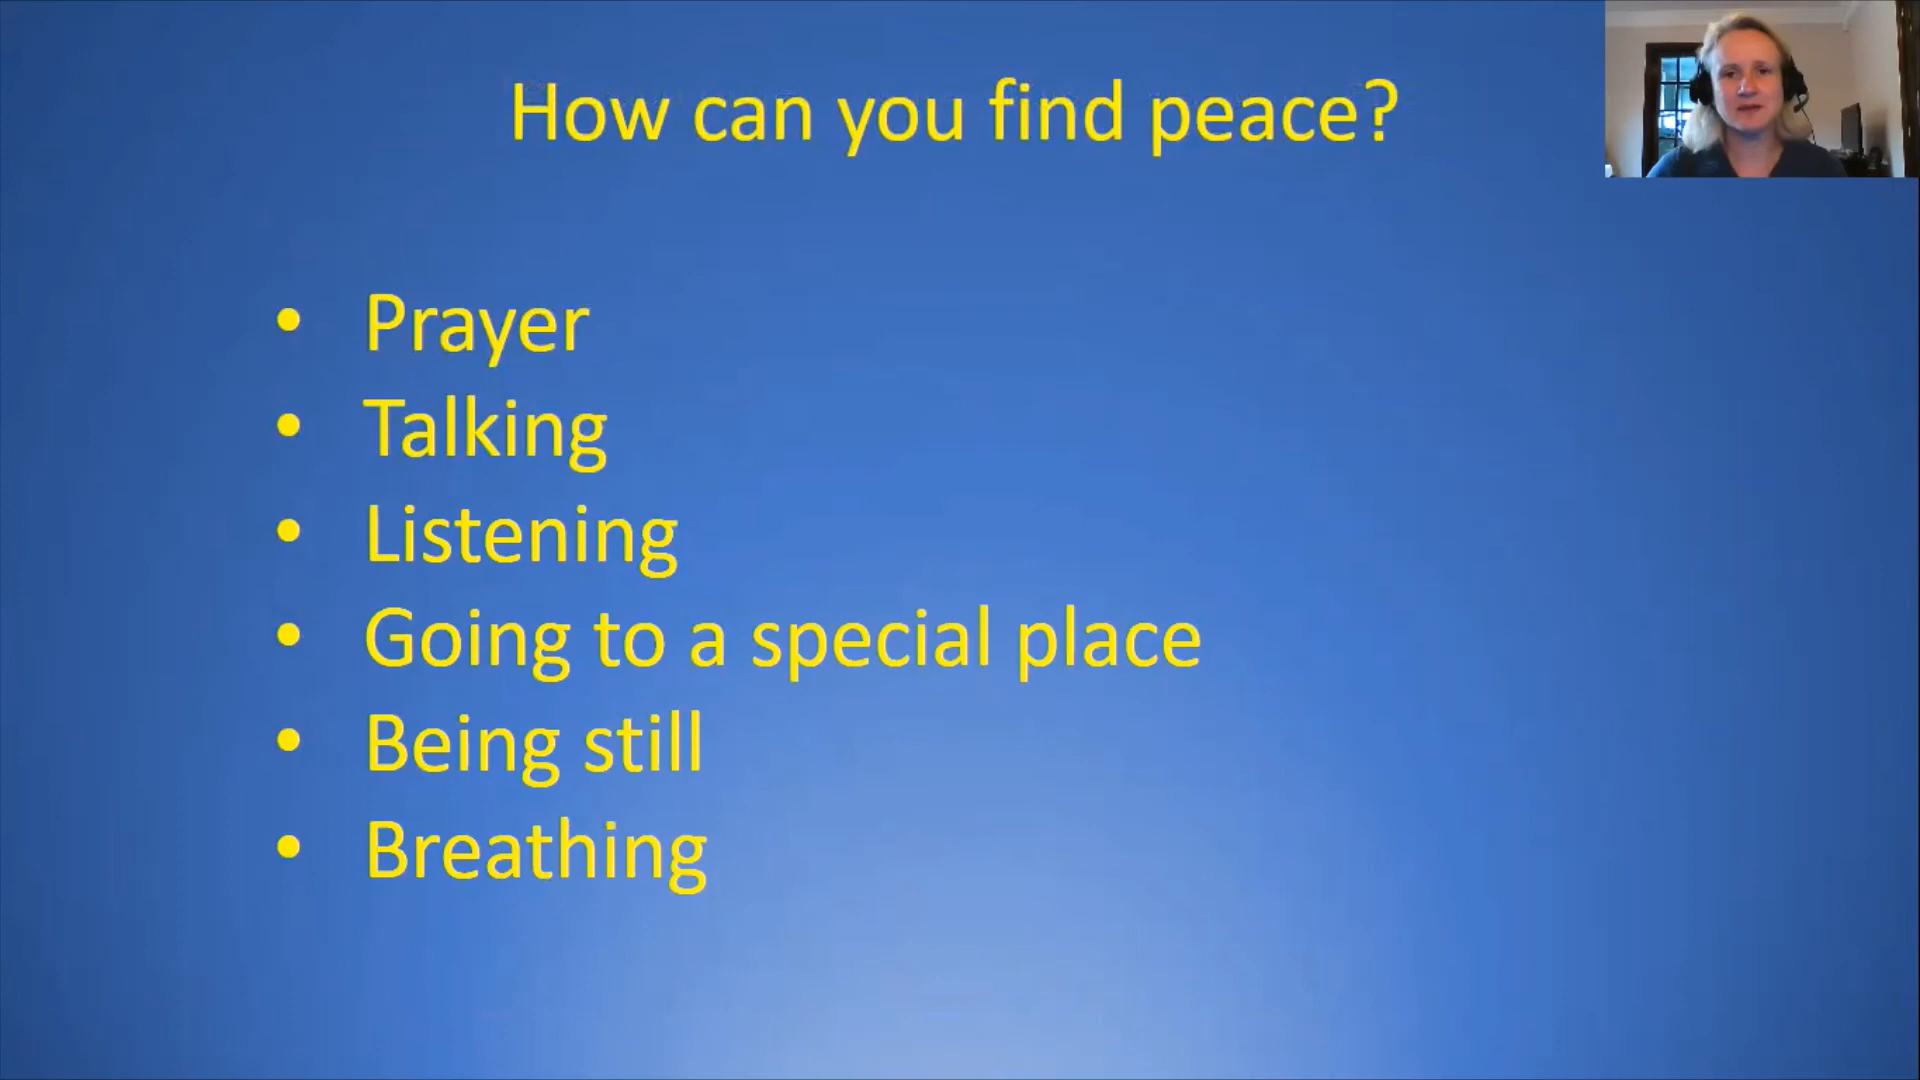 How can you find peace?
• Prayer
• Talking
• Listening
• Going to a special place
• Being still
• Breathing